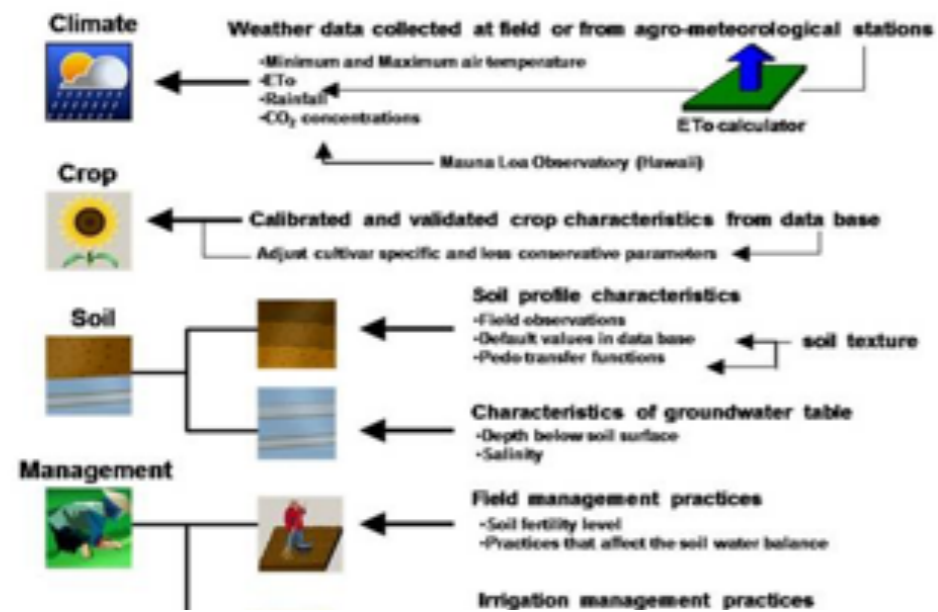 Climate
Weather data collected at field or from agro-meteorological stations
•Minimum and Maximum air temperature
•ETo
•Rainfall
•CO₂ concentrations
ETo calculator
Mauna Loa Observatory (Hawaii)
Crop
Calibrated and validated crop characteristics from data base
Adjust cultivar specific and less conservative parameters
Soil
Soil profile characteristics
•Field observations
•Default values in data base
•Pedo transfer functions
soil texture
Characteristics of groundwater table
•Depth below soil surface
•Salinity
Management
Field management practices
•Soil fertility level
•Practices that affect the soil water balance
Irrigation management practices